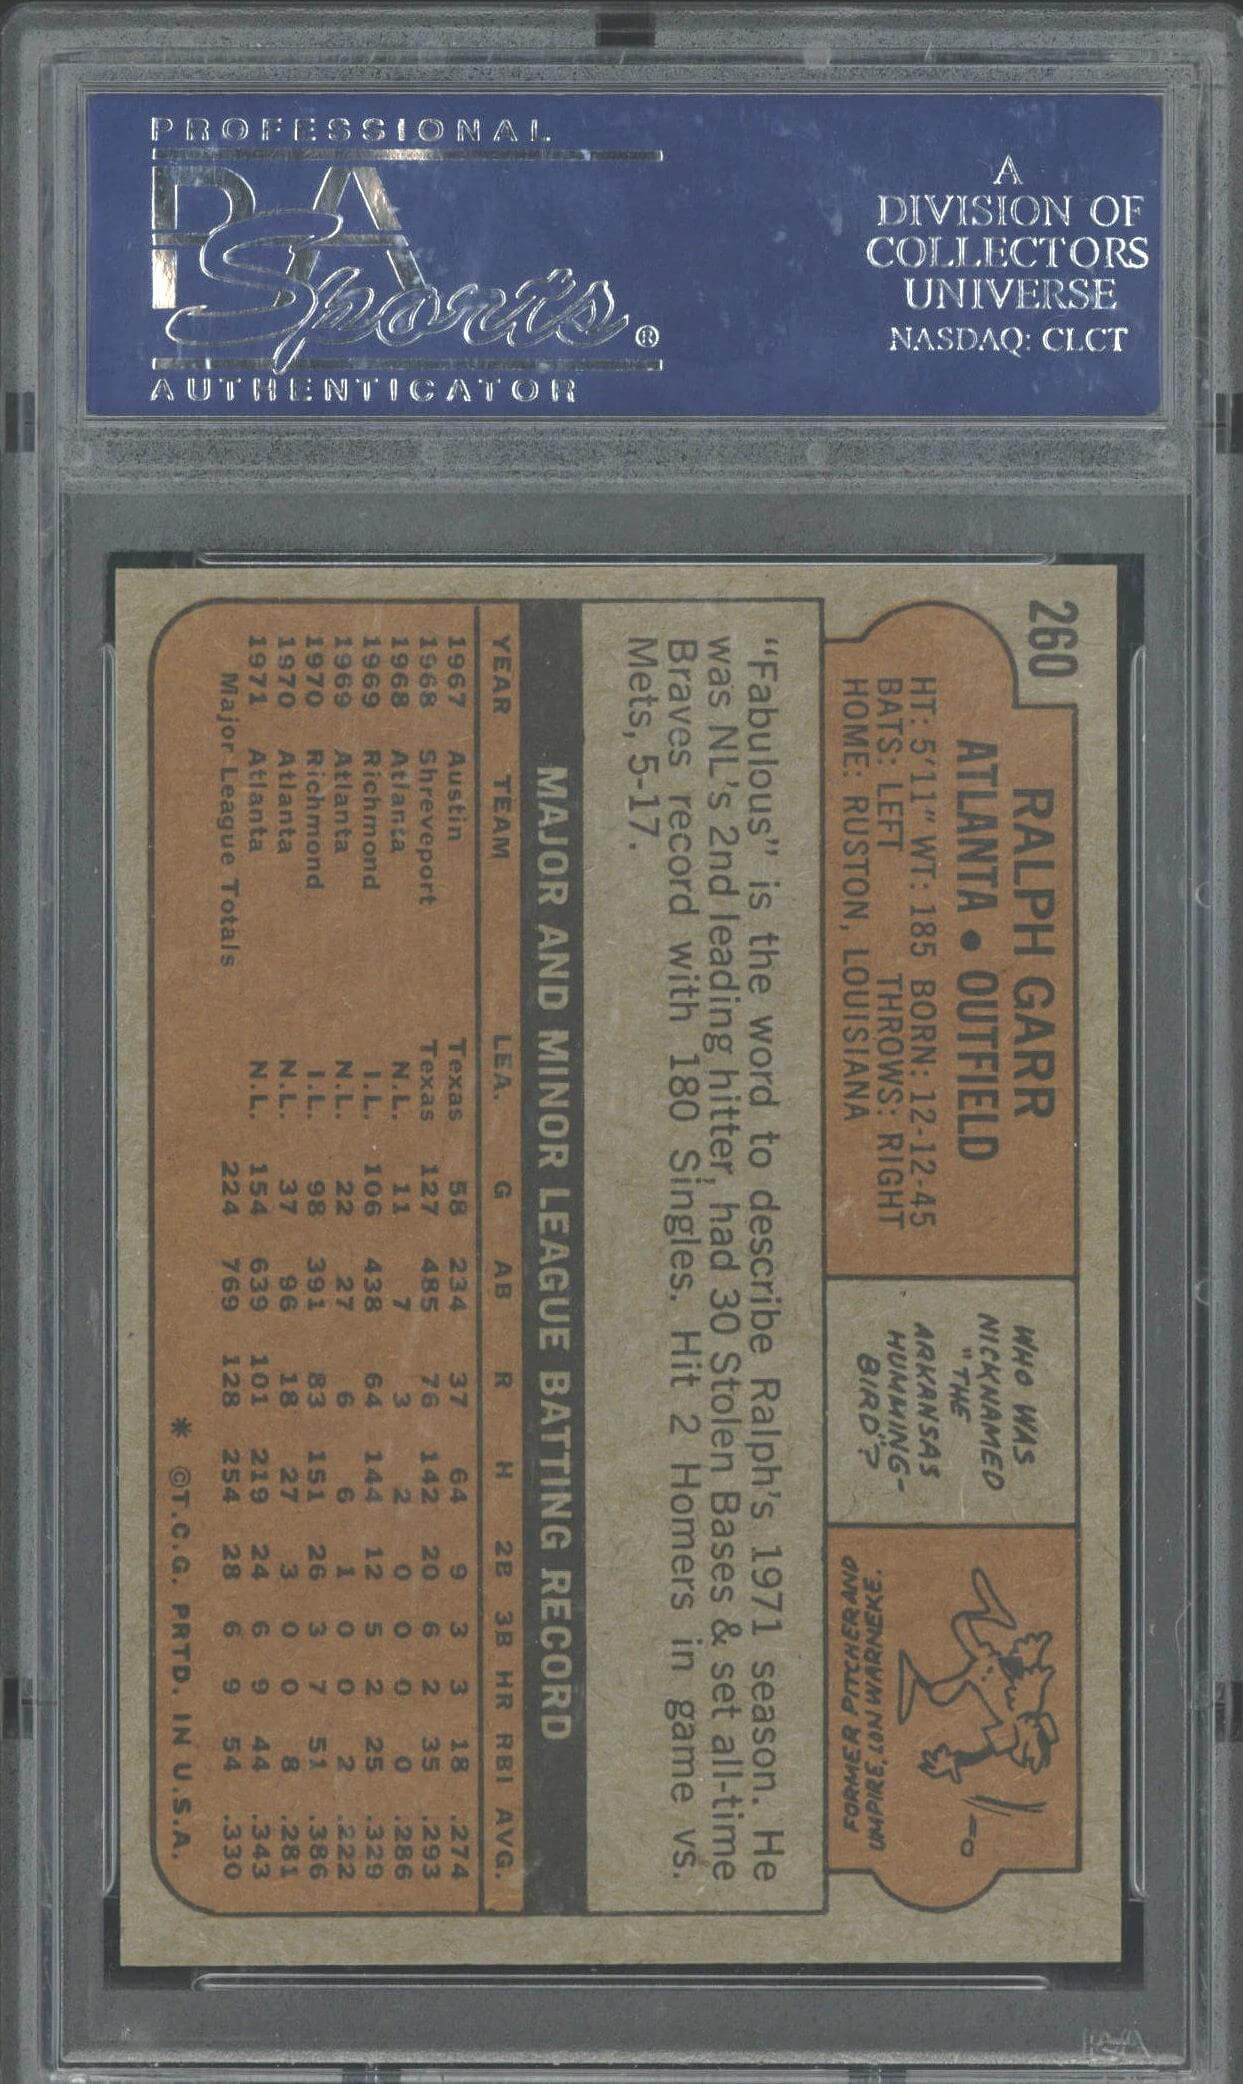 PROFESSIONAL
PSA
Sports®
AUTHENTICATOR
A
DIVISION OF
COLLECTORS
UNIVERSE
NASDAQ: CLCT
260
RALPH GARR
ATLANTA • OUTFIELD
HT: 5'11" WT: 185 BORN: 12-12-45
BATS: LEFT THROWS: RIGHT
HOME: RUSTON, LOUISIANA
WHO WAS
NICKNAMED
"THE
ARKANSAS
HUMMING-
BIRD"?
FORMER PITCHER AND
UMPIRE, LON WARNEKE.
"Fabulous" is the word to describe Ralph's 1971 season. He
was NL's 2nd leading hitter, had 30 Stolen Bases & set all-time
Braves record with 180 Singles. Hit 2 Homers in game vs.
Mets, 5-17.
MAJOR AND MINOR LEAGUE BATTING RECORD
YEAR TEAM LEA. G AB R H 2B 3B HR RBI AVG.
1967 Austin Texas 58 234 37 64 9 3 3 18 .274
1968 Shreveport Texas 127 485 76 142 20 6 2 35 .293
1968 Atlanta N.L. 11 7 3 2 0 0 0 0 .286
1969 Richmond I.L. 106 438 64 144 12 5 2 25 .329
1969 Atlanta N.L. 22 27 6 6 1 0 0 2 .222
1970 Richmond I.L. 98 391 83 151 26 3 7 51 .386
1970 Atlanta N.L. 37 96 18 27 3 0 0 8 .281
1971 Atlanta N.L. 154 639 101 219 24 6 9 44 .343
Major League Totals 224 769 128 254 28 6 9 54 .330
* ©T.C.G. PRTD. IN U.S.A.